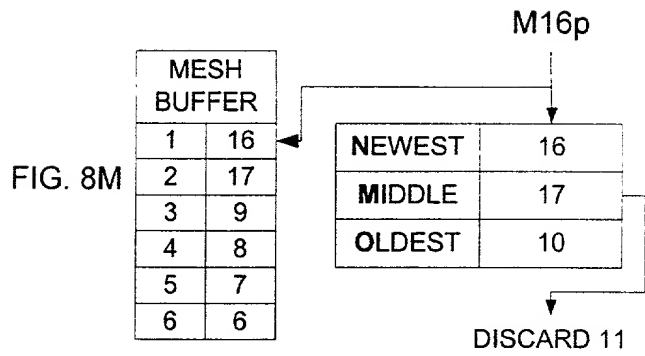 M16p
MESH
BUFFER
1 16
2 17
3 9
4 8
5 7
6 6
FIG. 8M
NEWEST 16
MIDDLE 17
OLDEST 10
DISCARD 11